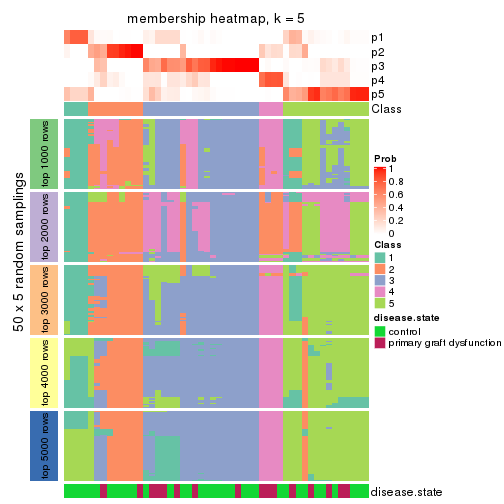 membership heatmap, k = 5
p1
p2
p3
p4
p5
Class
50 x 5 random samplings
top 1000 rows
top 2000 rows
top 3000 rows
top 4000 rows
top 5000 rows
Prob
1
0.8
0.6
0.4
0.2
0
Class
1
2
3
4
5
disease.state
control
primary graft dysfunction
disease.state